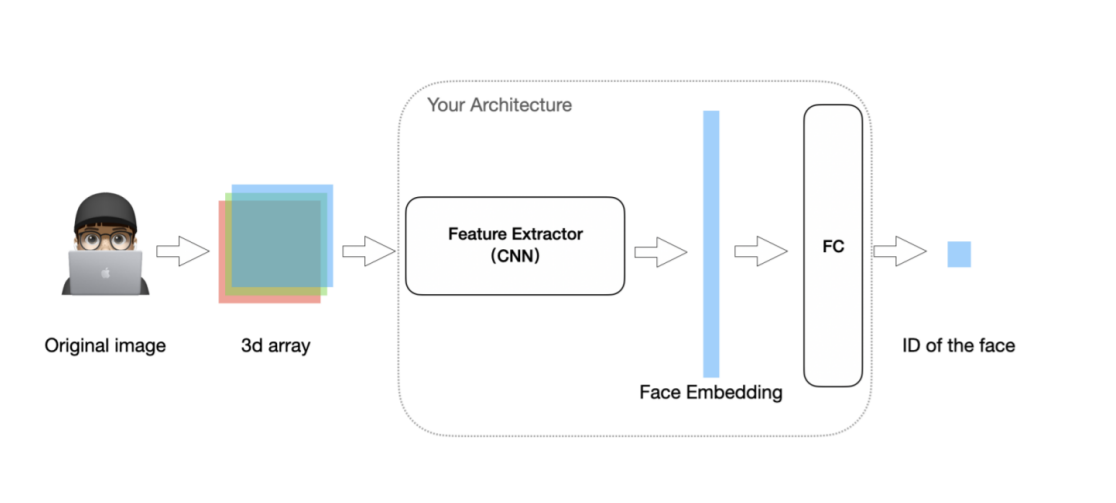 Your Architecture
Feature Extractor
(CNN)
FC
Original image
3d array
ID of the face
Face Embedding